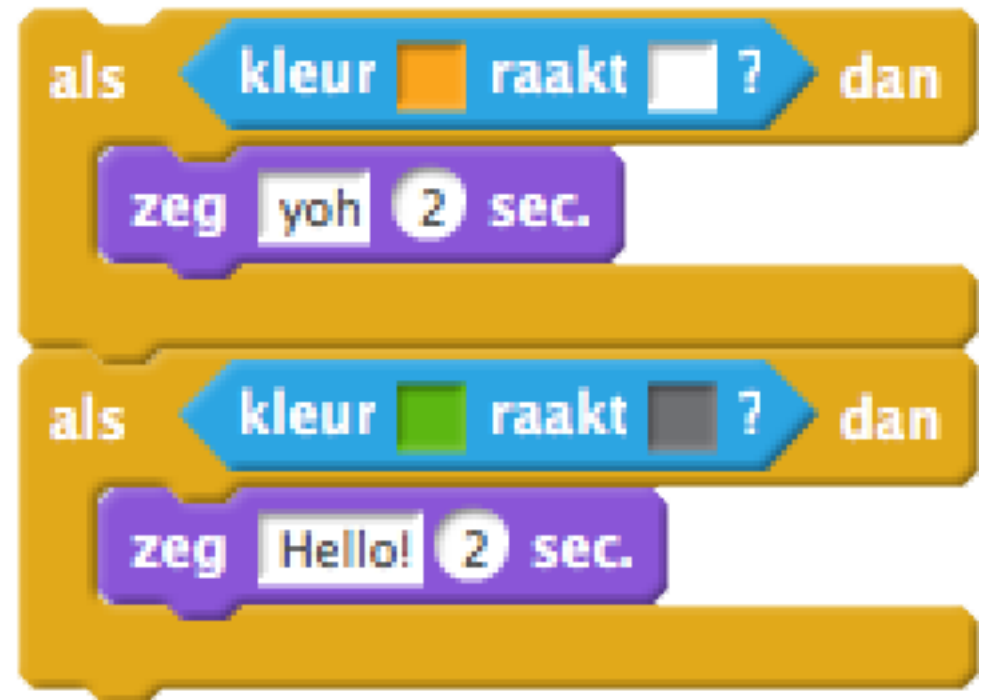 als kleur raakt ? dan
zeg yoh 2 sec.
als kleur raakt ? dan
zeg Hello! 2 sec.